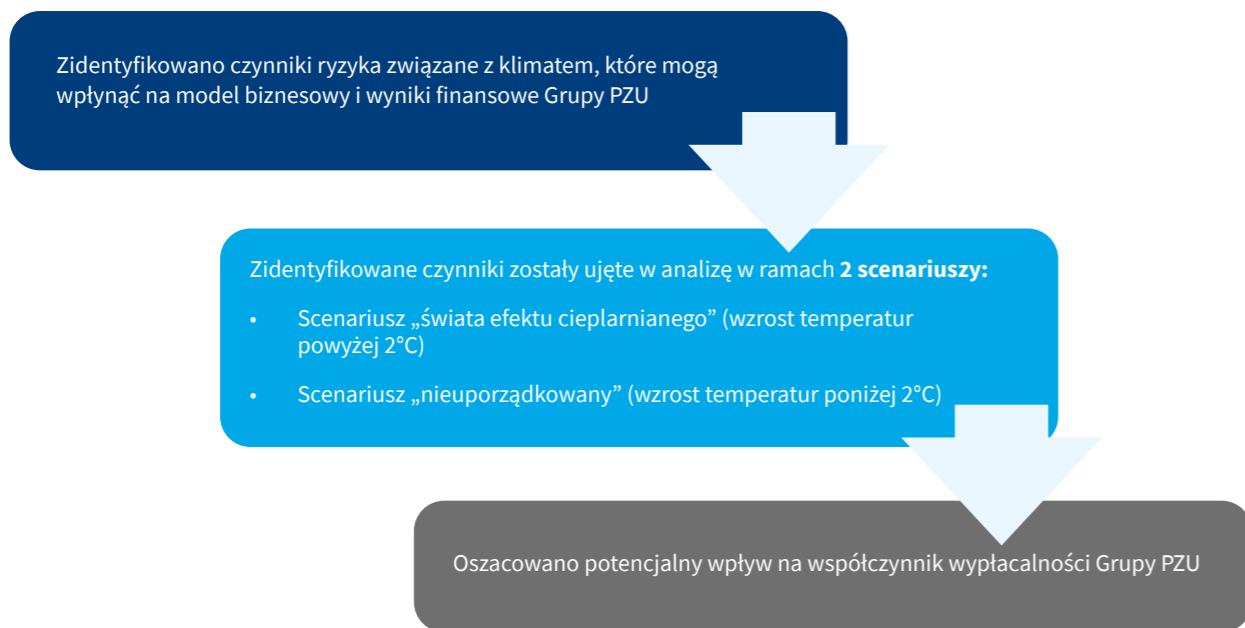 Zidentyfikowano czynniki ryzyka związane z klimatem, które mogą
wpłynąć na model biznesowy i wyniki finansowe Grupy PZU
Zidentyfikowane czynniki zostały ujęte w analizę w ramach 2 scenariuszy:
• Scenariusz „świata efektu cieplarnianego” (wzrost temperatur
powyżej 2°C)
• Scenariusz „nieuporządkowany” (wzrost temperatur poniżej 2°C)
Oszacowano potencjalny wpływ na współczynnik wypłacalności Grupy PZU